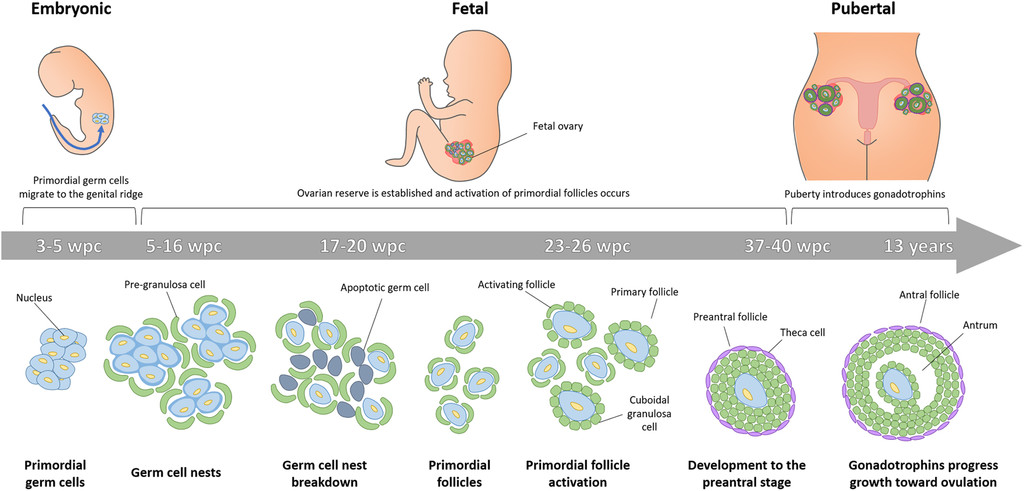 Embryonic
Fetal
Pubertal
Fetal ovary
Primordial germ cells
migrate to the genital ridge
Ovarian reserve is established and activation of primordial follicles occurs
Puberty introduces gonadotrophins
3-5 wpc
5-16 wpc
17-20 wpc
23-26 wpc
37-40 wpc
13 years
Nucleus
Pre-granulosa cell
Apoptotic germ cell
Activating follicle
Primary follicle
Cuboidal
granulosa
cell
Preantral follicle
Theca cell
Antral follicle
Antrum
Primordial
germ cells
Germ cell nests
Germ cell nest
breakdown
Primordial
follicles
Primordial follicle
activation
Development to the
preantral stage
Gonadotrophins progress
growth toward ovulation